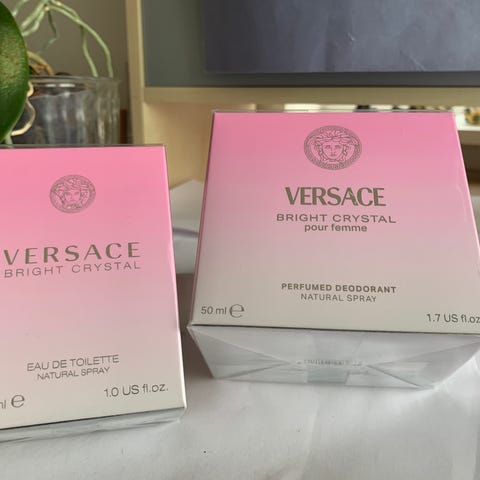 VERSACE
BRIGHT CRYSTAL
EAU DE TOILETTE
NATURAL SPRAY
ml e 1.0 US fl.oz.
VERSACE
BRIGHT CRYSTAL
pour femme
PERFUMED DEODORANT
NATURAL SPRAY
50 ml e 1.7 US fl.oz